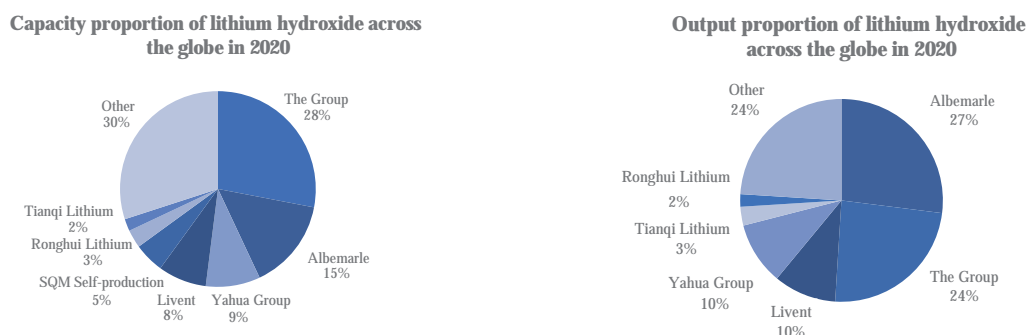 Capacity proportion of lithium hydroxide across
the globe in 2020
Other
30%
The Group
28%
Tianqi Lithium
2%
Ronghui Lithium
3%
SQM Self-production
5%
Livent
8%
Yahua Group
9%
Albemarle
15%
Output proportion of lithium hydroxide
across the globe in 2020
Other
24%
Albemarle
27%
Ronghui Lithium
2%
Tianqi Lithium
3%
Yahua Group
10%
Livent
10%
The Group
24%